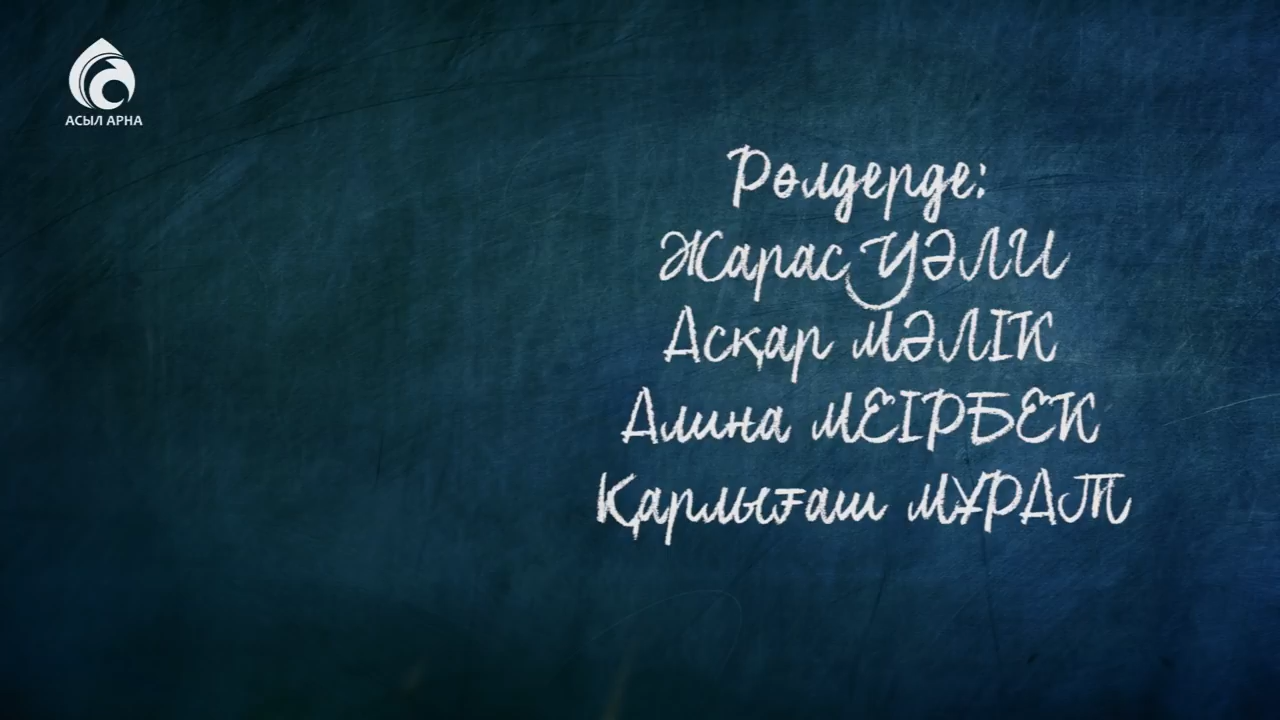 АСЫЛ АРНА
Рөлдерде:
Жарас УӘЛИ
Асқар МӘЛІК
Алина МЕІРБЕК
Қарлығаш МҰРАТ